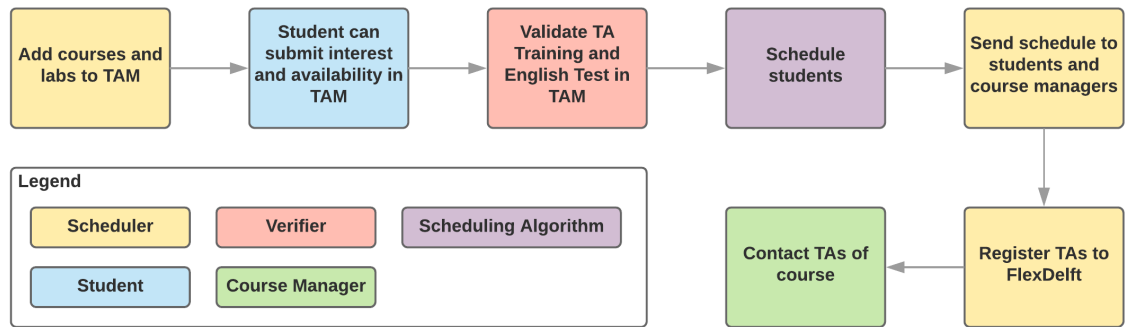 Add courses and
labs to TAM
Student can
submit interest
and availability in
TAM
Validate TA
Training and
English Test in
TAM
Schedule
students
Send schedule to
students and
course managers
Legend
Scheduler
Verifier
Scheduling Algorithm
Student
Course Manager
Contact TAs of
course
Register TAs to
FlexDelft